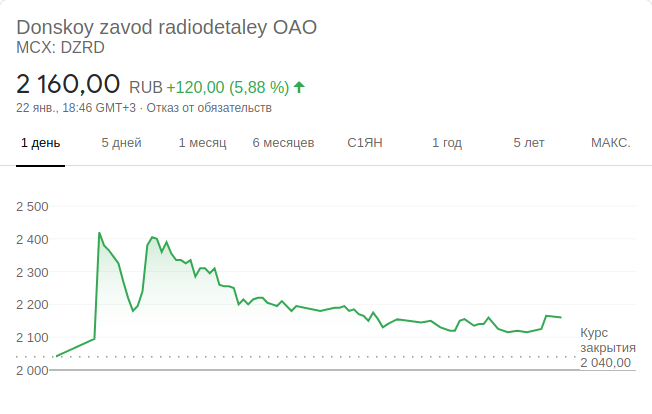 Donskoy zavod radiodetaley OAO
MCX: DZRD
2 160,00 RUB +120,00 (5,88 %)
22 янв., 18:46 GMT+3 · Отказ от обязательств
1 день 5 дней 1 месяц 6 месяцев С1ЯН 1 год 5 лет МАКС.
2 500
2 400
2 300
2 200
2 100
2 000
Курс
закрытия
2 040,00